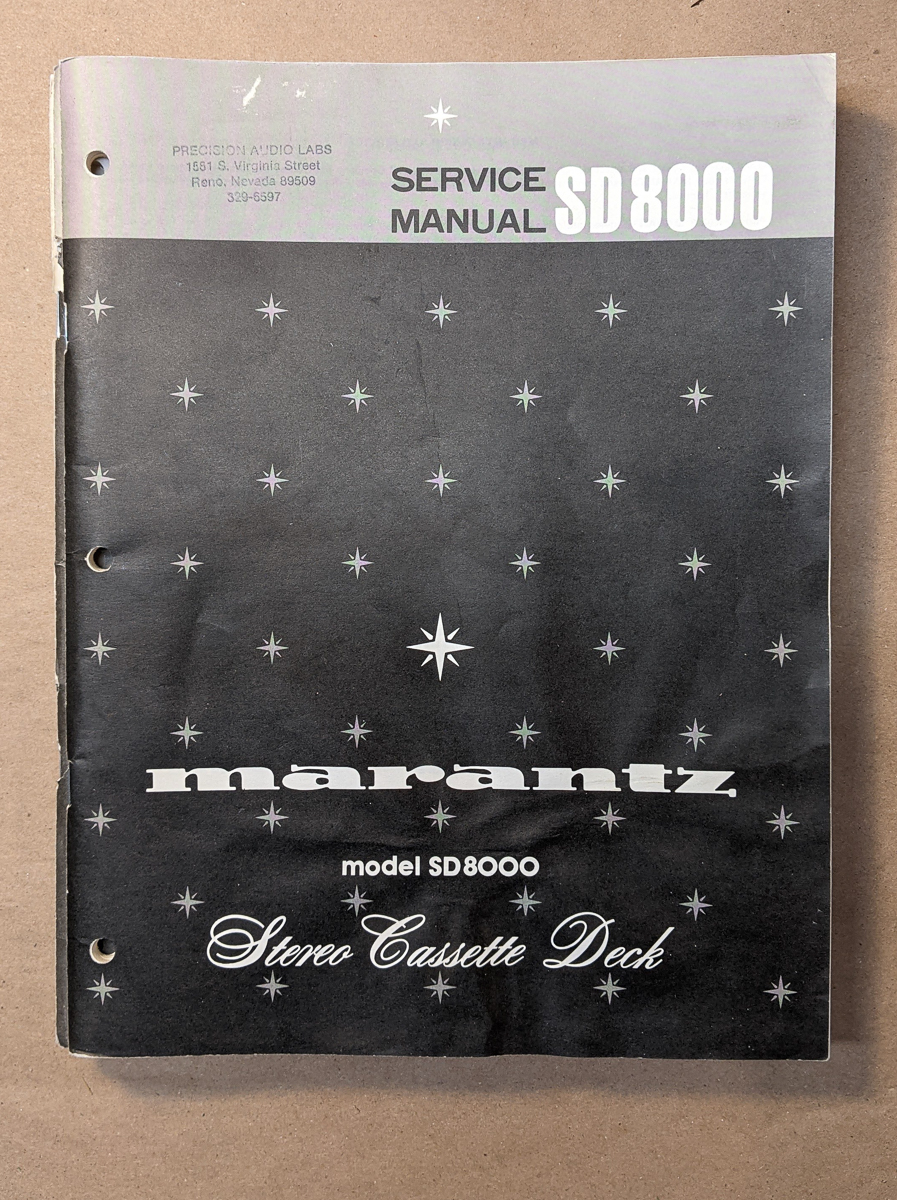 PRECISION AUDIO LABS
1551 S. Virginia Street
Reno, Nevada 89509
329-6597
SERVICE
MANUAL SD8000
marantz
model SD8000
Stereo Cassette Deck